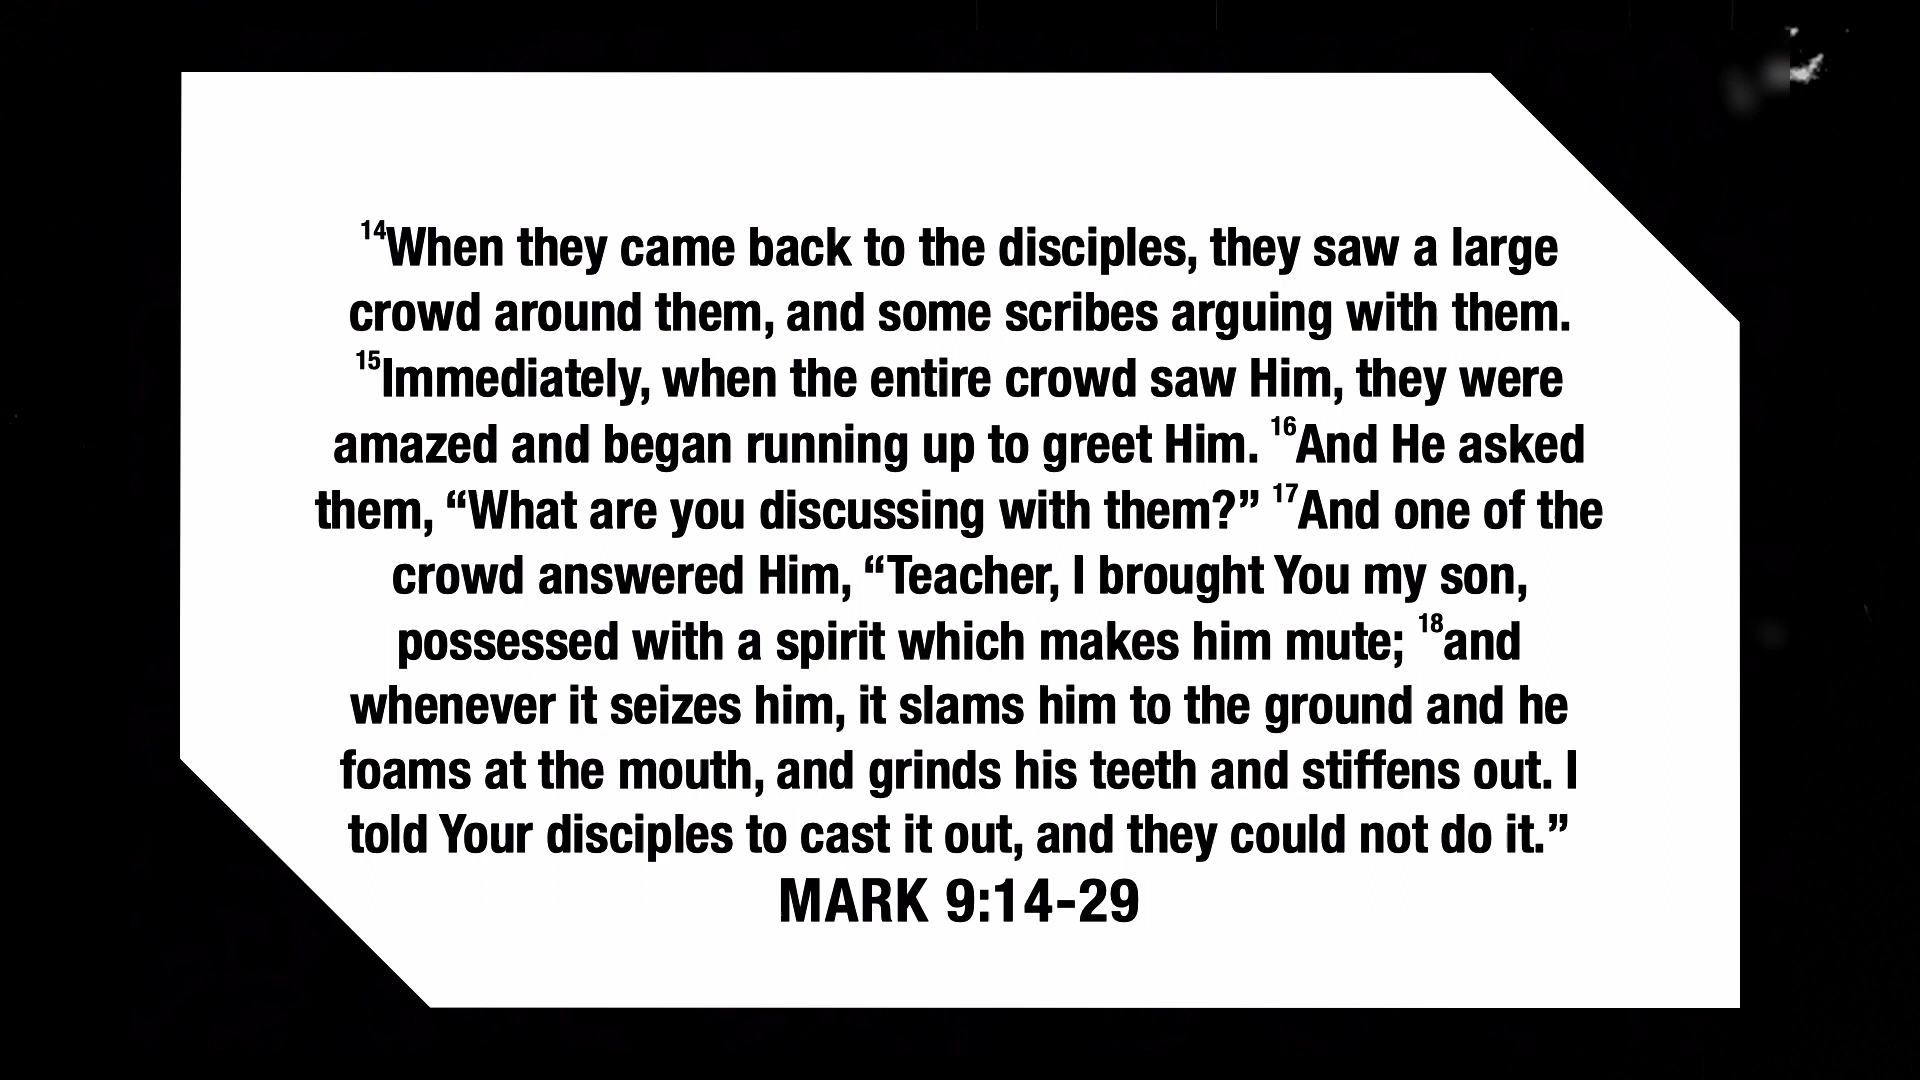 14When they came back to the disciples, they saw a large
crowd around them, and some scribes arguing with them.
15Immediately, when the entire crowd saw Him, they were
amazed and began running up to greet Him. 16And He asked
them, “What are you discussing with them?” 17And one of the
crowd answered Him, “Teacher, I brought You my son,
possessed with a spirit which makes him mute; 18and
whenever it seizes him, it slams him to the ground and he
foams at the mouth, and grinds his teeth and stiffens out. I
told Your disciples to cast it out, and they could not do it.”
MARK 9:14-29